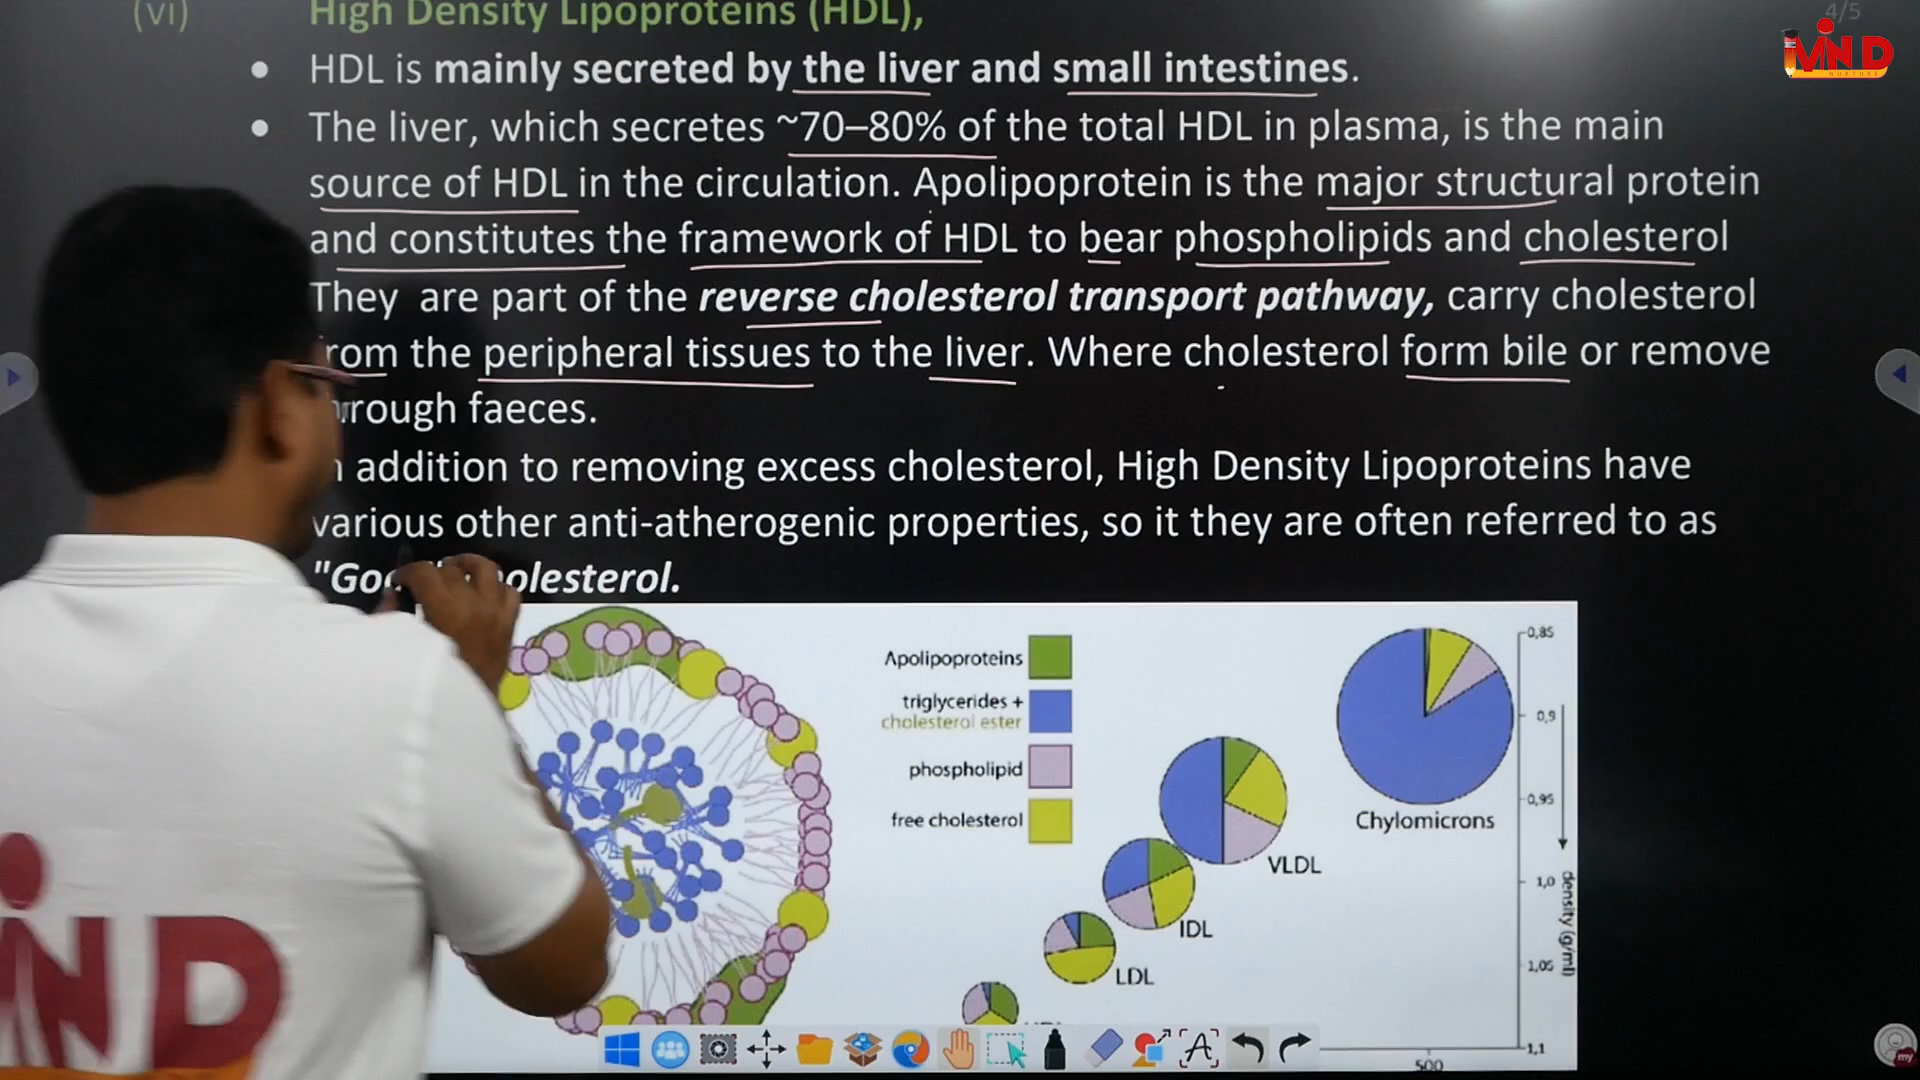 (vi) High Density Lipoproteins (HDL),
4/5
MIND
NURTURE
• HDL is mainly secreted by the liver and small intestines.
• The liver, which secretes ~70–80% of the total HDL in plasma, is the main
source of HDL in the circulation. Apolipoprotein is the major structural protein
and constitutes the framework of HDL to bear phospholipids and cholesterol
They are part of the reverse cholesterol transport pathway, carry cholesterol
rom the peripheral tissues to the liver. Where cholesterol form bile or remove
rough faeces.
addition to removing excess cholesterol, High Density Lipoproteins have
various other anti-atherogenic properties, so it they are often referred to as
"Go olesterol.
Apolipoproteins
triglycerides +
cholesterol ester
phospholipid
free cholesterol
Chylomicrons
VLDL
IDL
LDL
0,85
0,9
0,95
1,0
1,05
1,1
density (g/ml)
500
my
IND